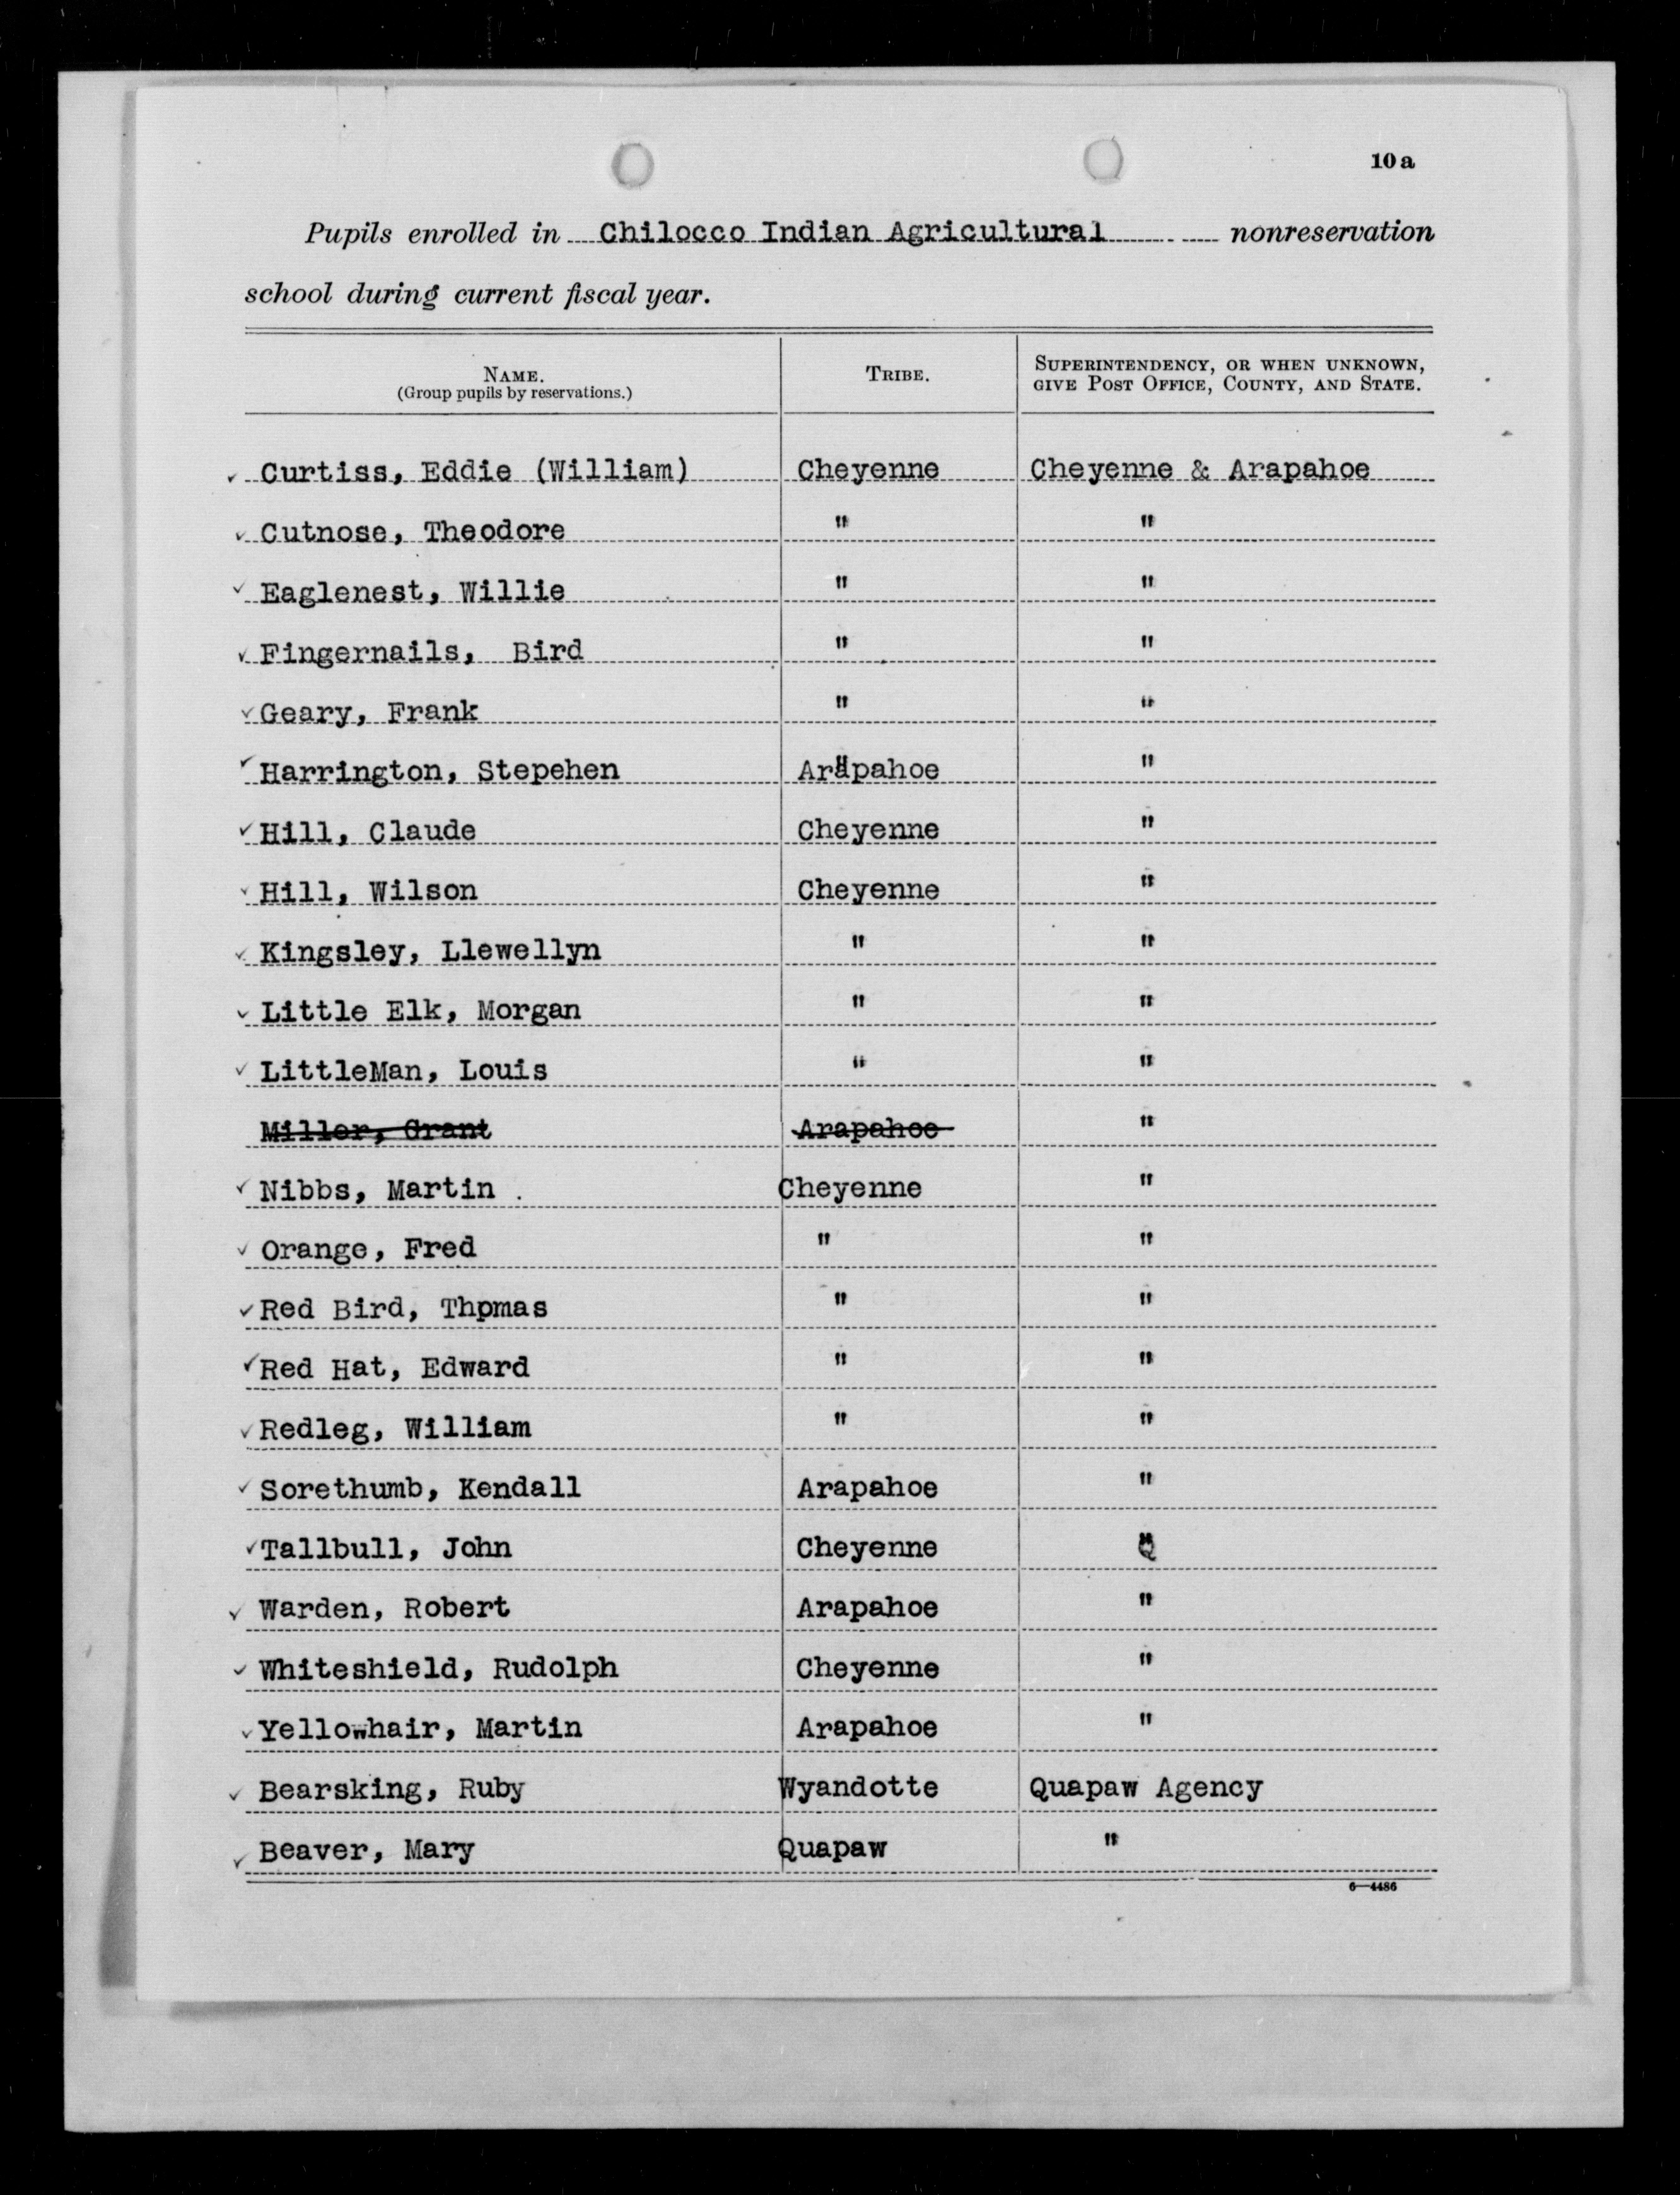 10 a
Pupils enrolled in Chilocco Indian Agricultural nonreservation
school during current fiscal year.
NAME. TRIBE. SUPERINTENDENCY, OR WHEN UNKNOWN,
(Group pupils by reservations.) GIVE POST OFFICE, COUNTY, AND STATE.
✓ Curtiss, Eddie (William) Cheyenne Cheyenne & Arapahoe
✓ Cutnose, Theodore " "
✓ Eaglenest, Willie " "
✓ Fingernails, Bird " "
✓ Geary, Frank " "
✓ Harrington, Stepehen Arapahoe "
✓ Hill, Claude Cheyenne "
✓ Hill, Wilson Cheyenne "
✓ Kingsley, Llewellyn " "
✓ Little Elk, Morgan " "
✓ LittleMan, Louis " "
Miller, Grant Arapahoe "
✓ Nibbs, Martin . Cheyenne "
✓ Orange, Fred " "
✓ Red Bird, Thpmas " "
✓ Red Hat, Edward " "
✓ Redleg, William " "
✓ Sorethumb, Kendall Arapahoe "
✓ Tallbull, John Cheyenne "
✓ Warden, Robert Arapahoe "
✓ Whiteshield, Rudolph Cheyenne "
✓ Yellowhair, Martin Arapahoe "
✓ Bearsking, Ruby Wyandotte Quapaw Agency
✓ Beaver, Mary Quapaw "
6—4486